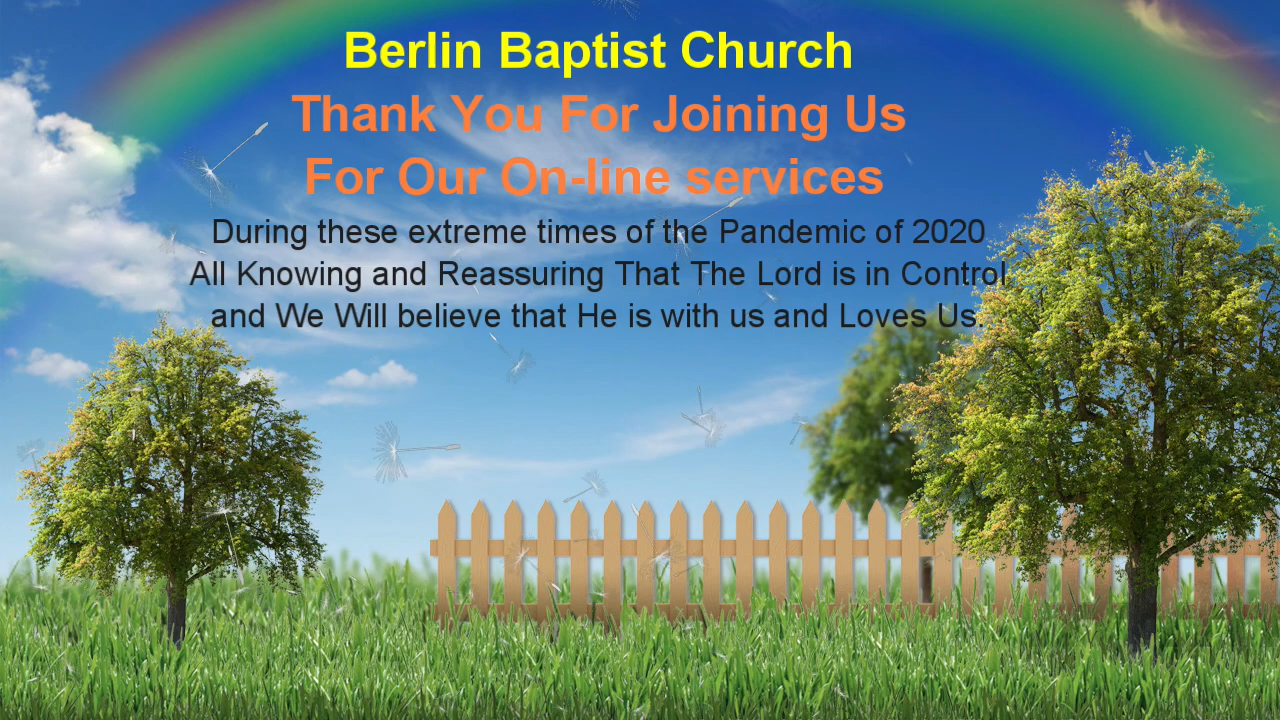 Berlin Baptist Church
Thank You For Joining Us
For Our On-line services
During these extreme times of the Pandemic of 2020
All Knowing and Reassuring That The Lord is in Control
and We Will believe that He is with us and Loves Us.